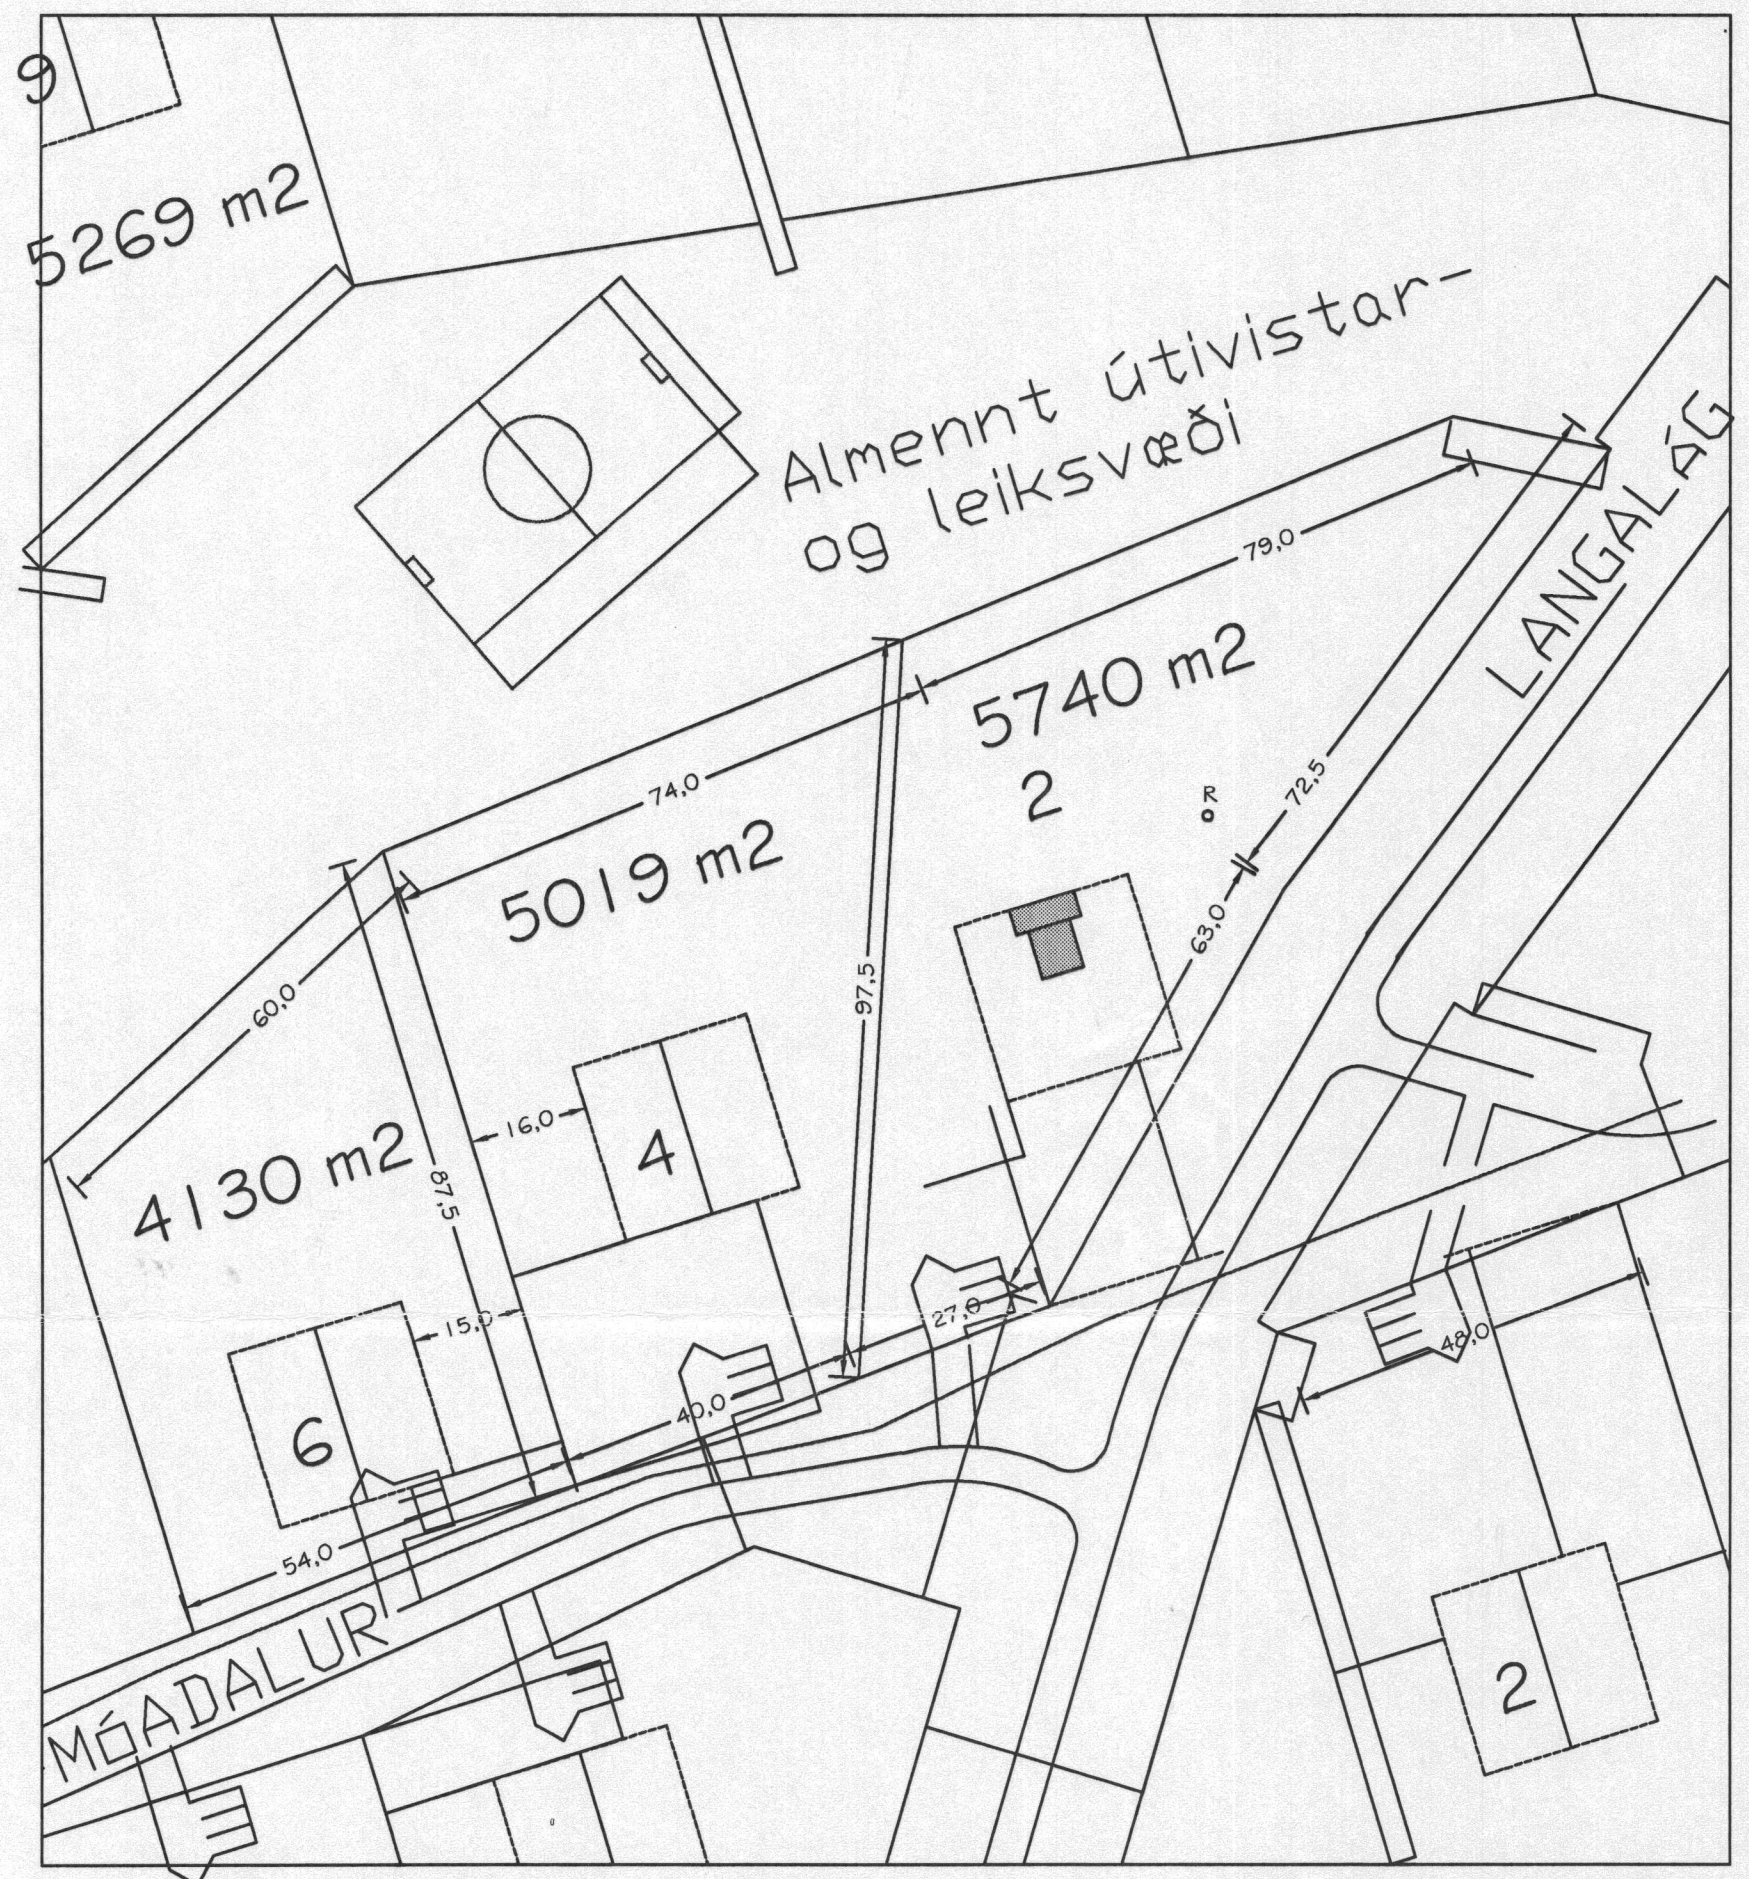 9
5269 m2
Almennt útivistar-
og leiksvæði
LANGALÁG
79,0
5740 m2
2
R
72,5
74,0
5019 m2
63,0
97,5
60,0
16,0
4
4130 m2
87,5
15,0
27,0
48,0
40,0
6
54,0
MÓADALUR
2